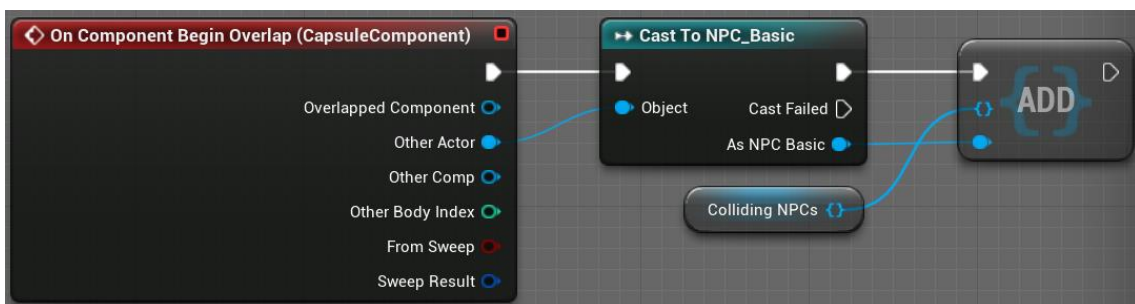 On Component Begin Overlap (CapsuleComponent)
Overlapped Component
Other Actor
Other Comp
Other Body Index
From Sweep
Sweep Result
Cast To NPC_Basic
Object
Cast Failed
As NPC Basic
Colliding NPCs {}
{} ADD